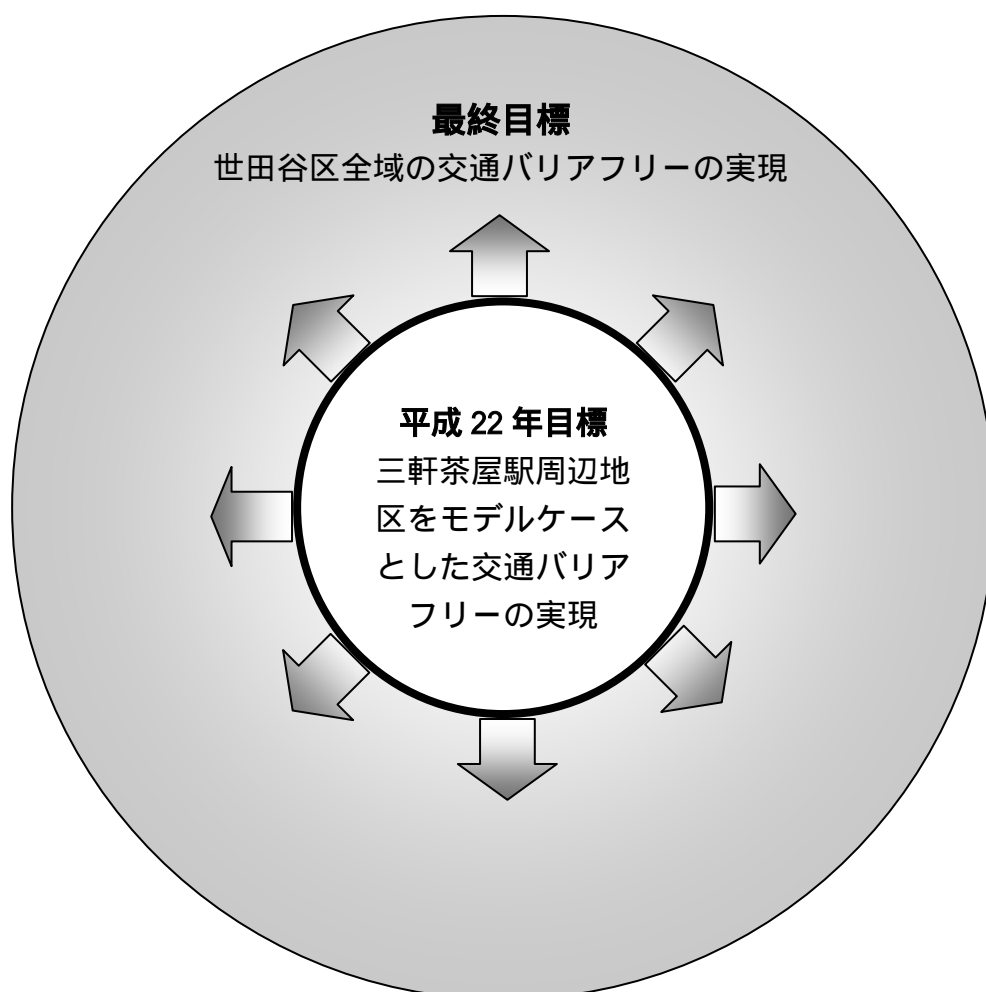 最終目標
世田谷区全域の交通バリアフリーの実現
平成 22 年目標
三軒茶屋駅周辺地
区をモデルケース
とした交通バリア
フリーの実現